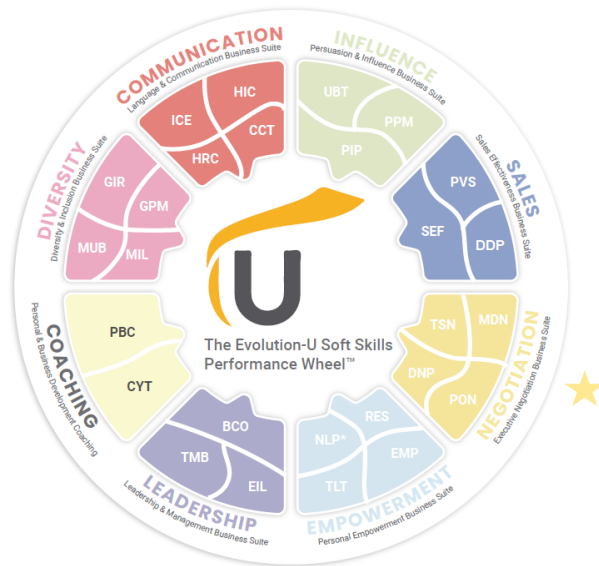 COMMUNICATION
Language & Communication Business Suite
HIC
ICE
CCT
HRC
INFLUENCE
Persuasion & Influence Business Suite
UBT
PPM
PIP
SALES
Sales Effectiveness Business Suite
PVS
SEF
DDP
NEGOTIATION
Executive Negotiation Business Suite
TSN
MDN
DNP
PON
EMPOWERMENT
Personal Empowerment Business Suite
RES
NLP*
EMP
TLT
LEADERSHIP
Leadership & Management Business Suite
BCO
TMB
EIL
COACHING
Personal & Business Development Coaching
PBC
CYT
DIVERSITY
Diversity & Inclusion Business Suite
GIR
GPM
MUB
MIL
U
The Evolution-U Soft Skills
Performance Wheel™